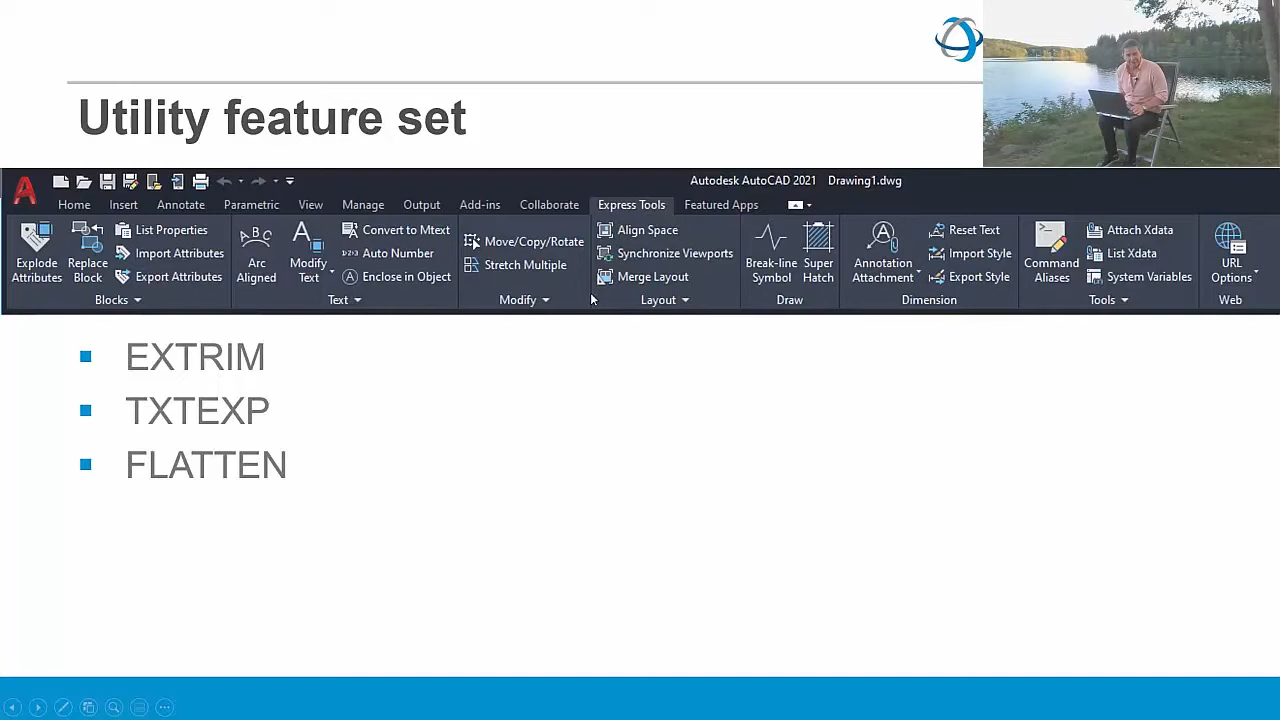 Utility feature set
Autodesk AutoCAD 2021 Drawing1.dwg
Home Insert Annotate Parametric View Manage Output Add-ins Collaborate Express Tools Featured Apps
Explode Attributes
Replace Block
List Properties
Import Attributes
Export Attributes
Blocks
ABC
Arc Aligned
A
Modify Text
Convert to Mtext
Auto Number
Enclose in Object
Text
Move/Copy/Rotate
Stretch Multiple
Modify
Align Space
Synchronize Viewports
Merge Layout
Layout
Break-line Symbol
Super Hatch
Draw
Annotation Attachment
Reset Text
Import Style
Export Style
Dimension
Command Aliases
Attach Xdata
List Xdata
System Variables
Tools
URL Options
Web
EXTRIM
TXTEXP
FLATTEN